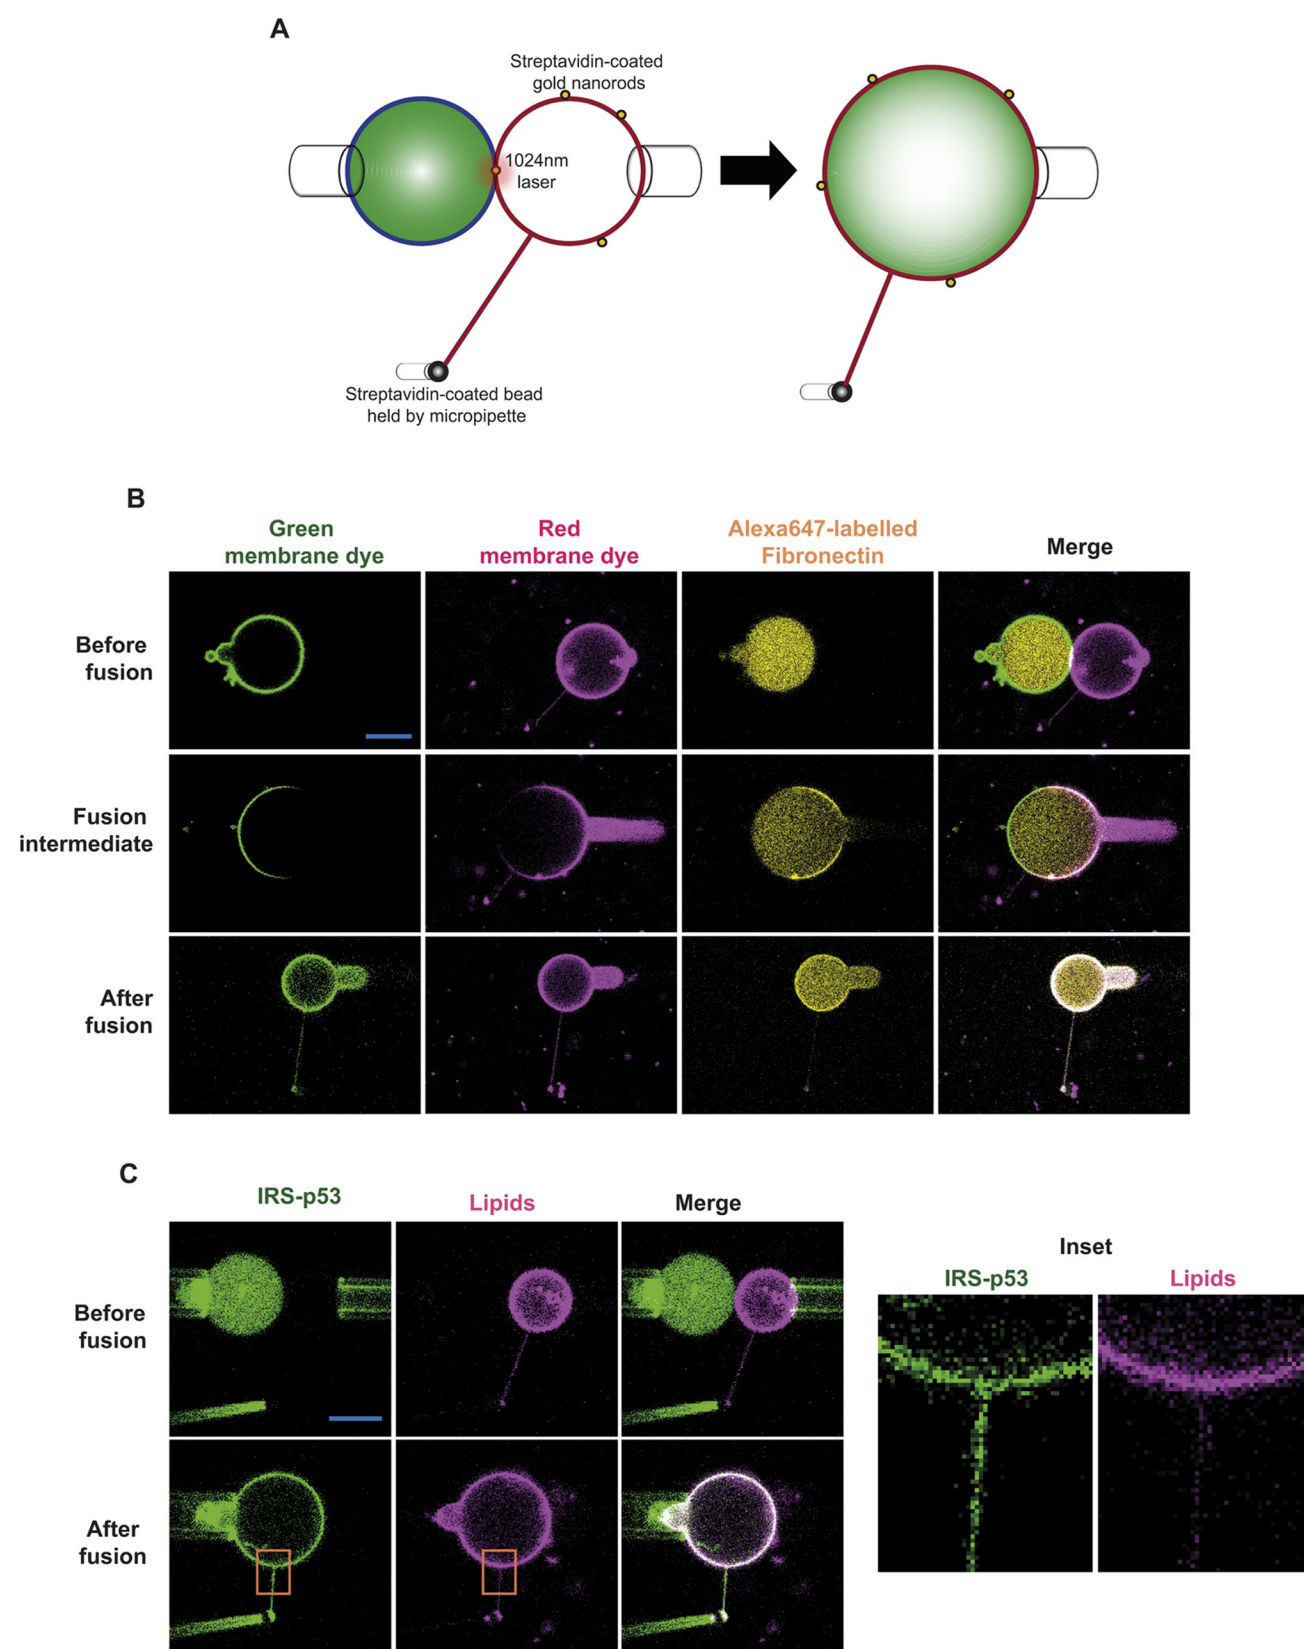 A
Streptavidin-coated
gold nanorods
1024nm
laser
Streptavidin-coated bead
held by micropipette
B
Green
membrane dye
Red
membrane dye
Alexa647-labelled
Fibronectin
Merge
Before
fusion
Fusion
intermediate
After
fusion
C
IRS-p53
Lipids
Merge
Inset
IRS-p53
Lipids
Before
fusion
After
fusion